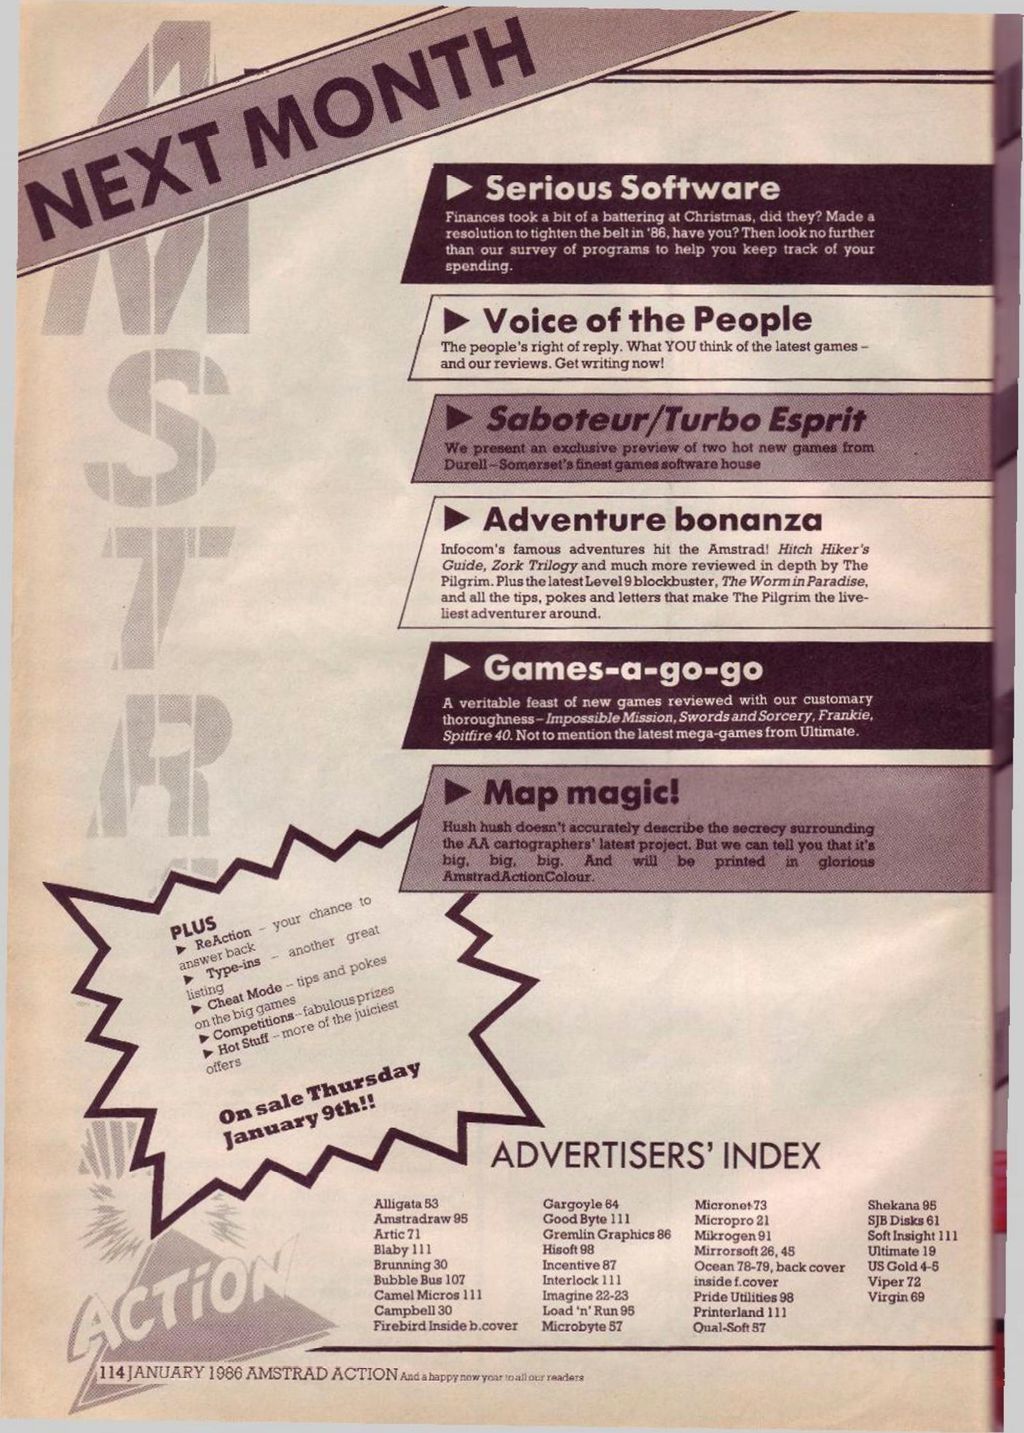 NEXT MONTH
AMSTR
► Serious Software
Finances took a bit of a battering at Christmas, did they? Made a
resolution to tighten the belt in '86, have you? Then look no further
than our survey of programs to help you keep track of your
spending.
► Voice of the People
The people's right of reply. What YOU think of the latest games –
and our reviews. Get writing now!
► Saboteur/Turbo Esprit
We present an exclusive preview of two hot new games from
Durell – Somerset's finest games software house
► Adventure bonanza
Infocom's famous adventures hit the Amstrad! Hitch Hiker's
Guide, Zork Trilogy and much more reviewed in depth by The
Pilgrim. Plus the latest Level 9 blockbuster, The Worm in Paradise,
and all the tips, pokes and letters that make The Pilgrim the live-
liest adventurer around.
► Games-a-go-go
A veritable feast of new games reviewed with our customary
thoroughness – Impossible Mission, Swords and Sorcery, Frankie,
Spitfire 40. Not to mention the latest mega-games from Ultimate.
► Map magic!
Hush hush doesn't accurately describe the secrecy surrounding
the AA cartographers' latest project. But we can tell you that it's
big, big, big. And will be printed in glorious
AmstradActionColour.
PLUS
► ReAction – your chance to
answer back
► Type-ins – another great
listing
► Cheat Mode – tips and pokes
on the big games
► Competitions – fabulous prizes
► Hot Stuff – more of the juiciest
offers
On sale Thursday
January 9th!!
ADVERTISERS' INDEX
Alligata 53
Amstradraw 95
Artic 71
Blaby 111
Brunning 30
Bubble Bus 107
Camel Micros 111
Campbell 30
Firebird Inside b.cover
Gargoyle 64
Good Byte 111
Gremlin Graphics 86
Hisoft 98
Incentive 87
Interlock 111
Imagine 22-23
Load 'n' Run 95
Microbyte 57
Micronet 73
Micropro 21
Mikrogen 91
Mirrorsoft 26, 45
Ocean 78-79, back cover
inside f.cover
Pride Utilities 98
Printerland 111
Qual-Soft 57
Shekana 95
SJB Disks 61
Soft Insight 111
Ultimate 19
US Gold 4-5
Viper 72
Virgin 69
ACTION
114 JANUARY 1986 AMSTRAD ACTION And a happy new year to all our readers